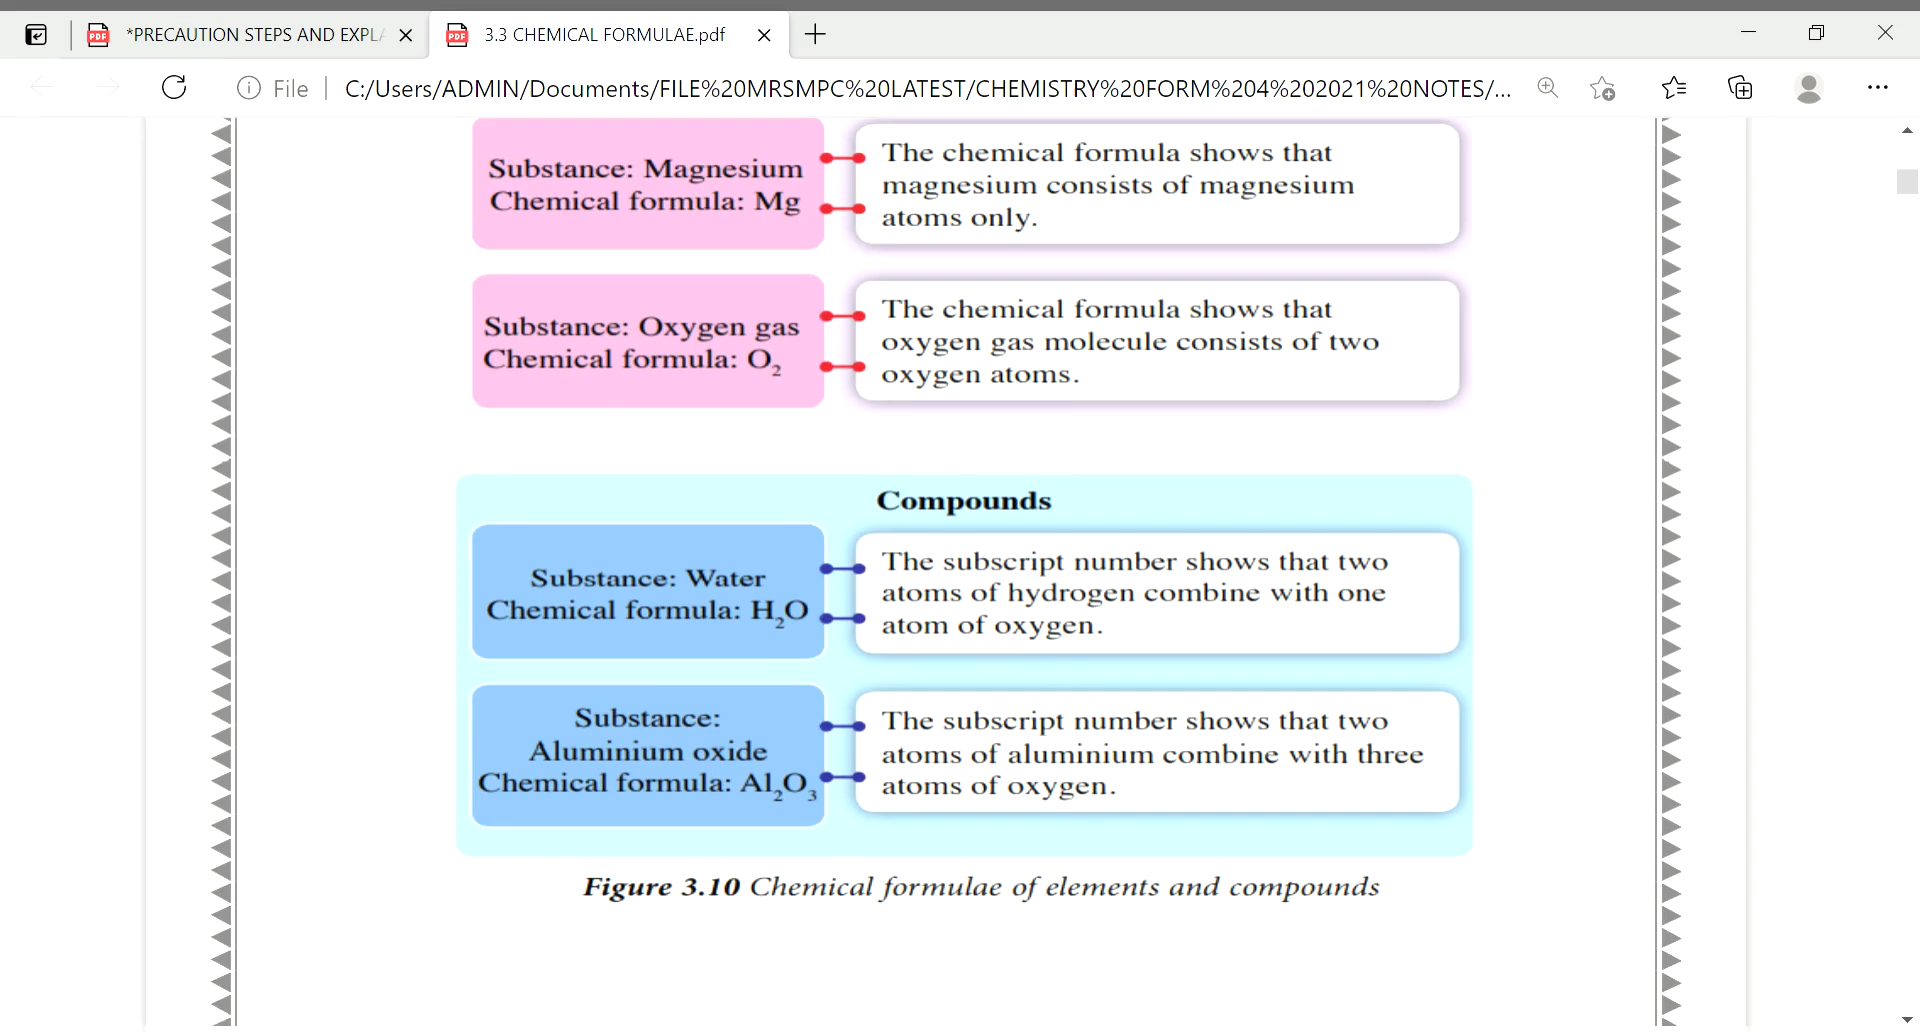 *PRECAUTION STEPS AND EXPL
3.3 CHEMICAL FORMULAE.pdf
File
C:/Users/ADMIN/Documents/FILE%20MRSMPC%20LATEST/CHEMISTRY%20FORM%204%202021%20NOTES/...
Substance: Magnesium
Chemical formula: Mg
The chemical formula shows that
magnesium consists of magnesium
atoms only.
Substance: Oxygen gas
Chemical formula: O₂
The chemical formula shows that
oxygen gas molecule consists of two
oxygen atoms.
Compounds
Substance: Water
Chemical formula: H₂O
The subscript number shows that two
atoms of hydrogen combine with one
atom of oxygen.
Substance:
Aluminium oxide
Chemical formula: Al₂O₃
The subscript number shows that two
atoms of aluminium combine with three
atoms of oxygen.
Figure 3.10 Chemical formulae of elements and compounds